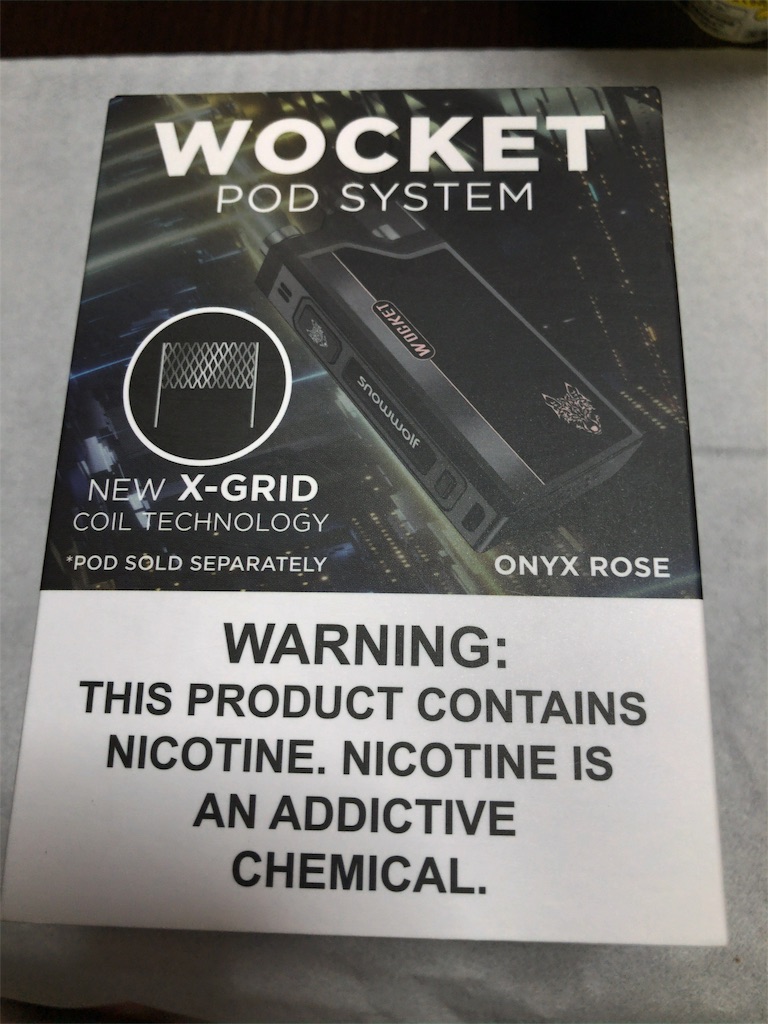 WOCKET
POD SYSTEM
WOCKET
snowwolf
NEW X-GRID
COIL TECHNOLOGY
*POD SOLD SEPARATELY
ONYX ROSE
WARNING:
THIS PRODUCT CONTAINS
NICOTINE. NICOTINE IS
AN ADDICTIVE
CHEMICAL.